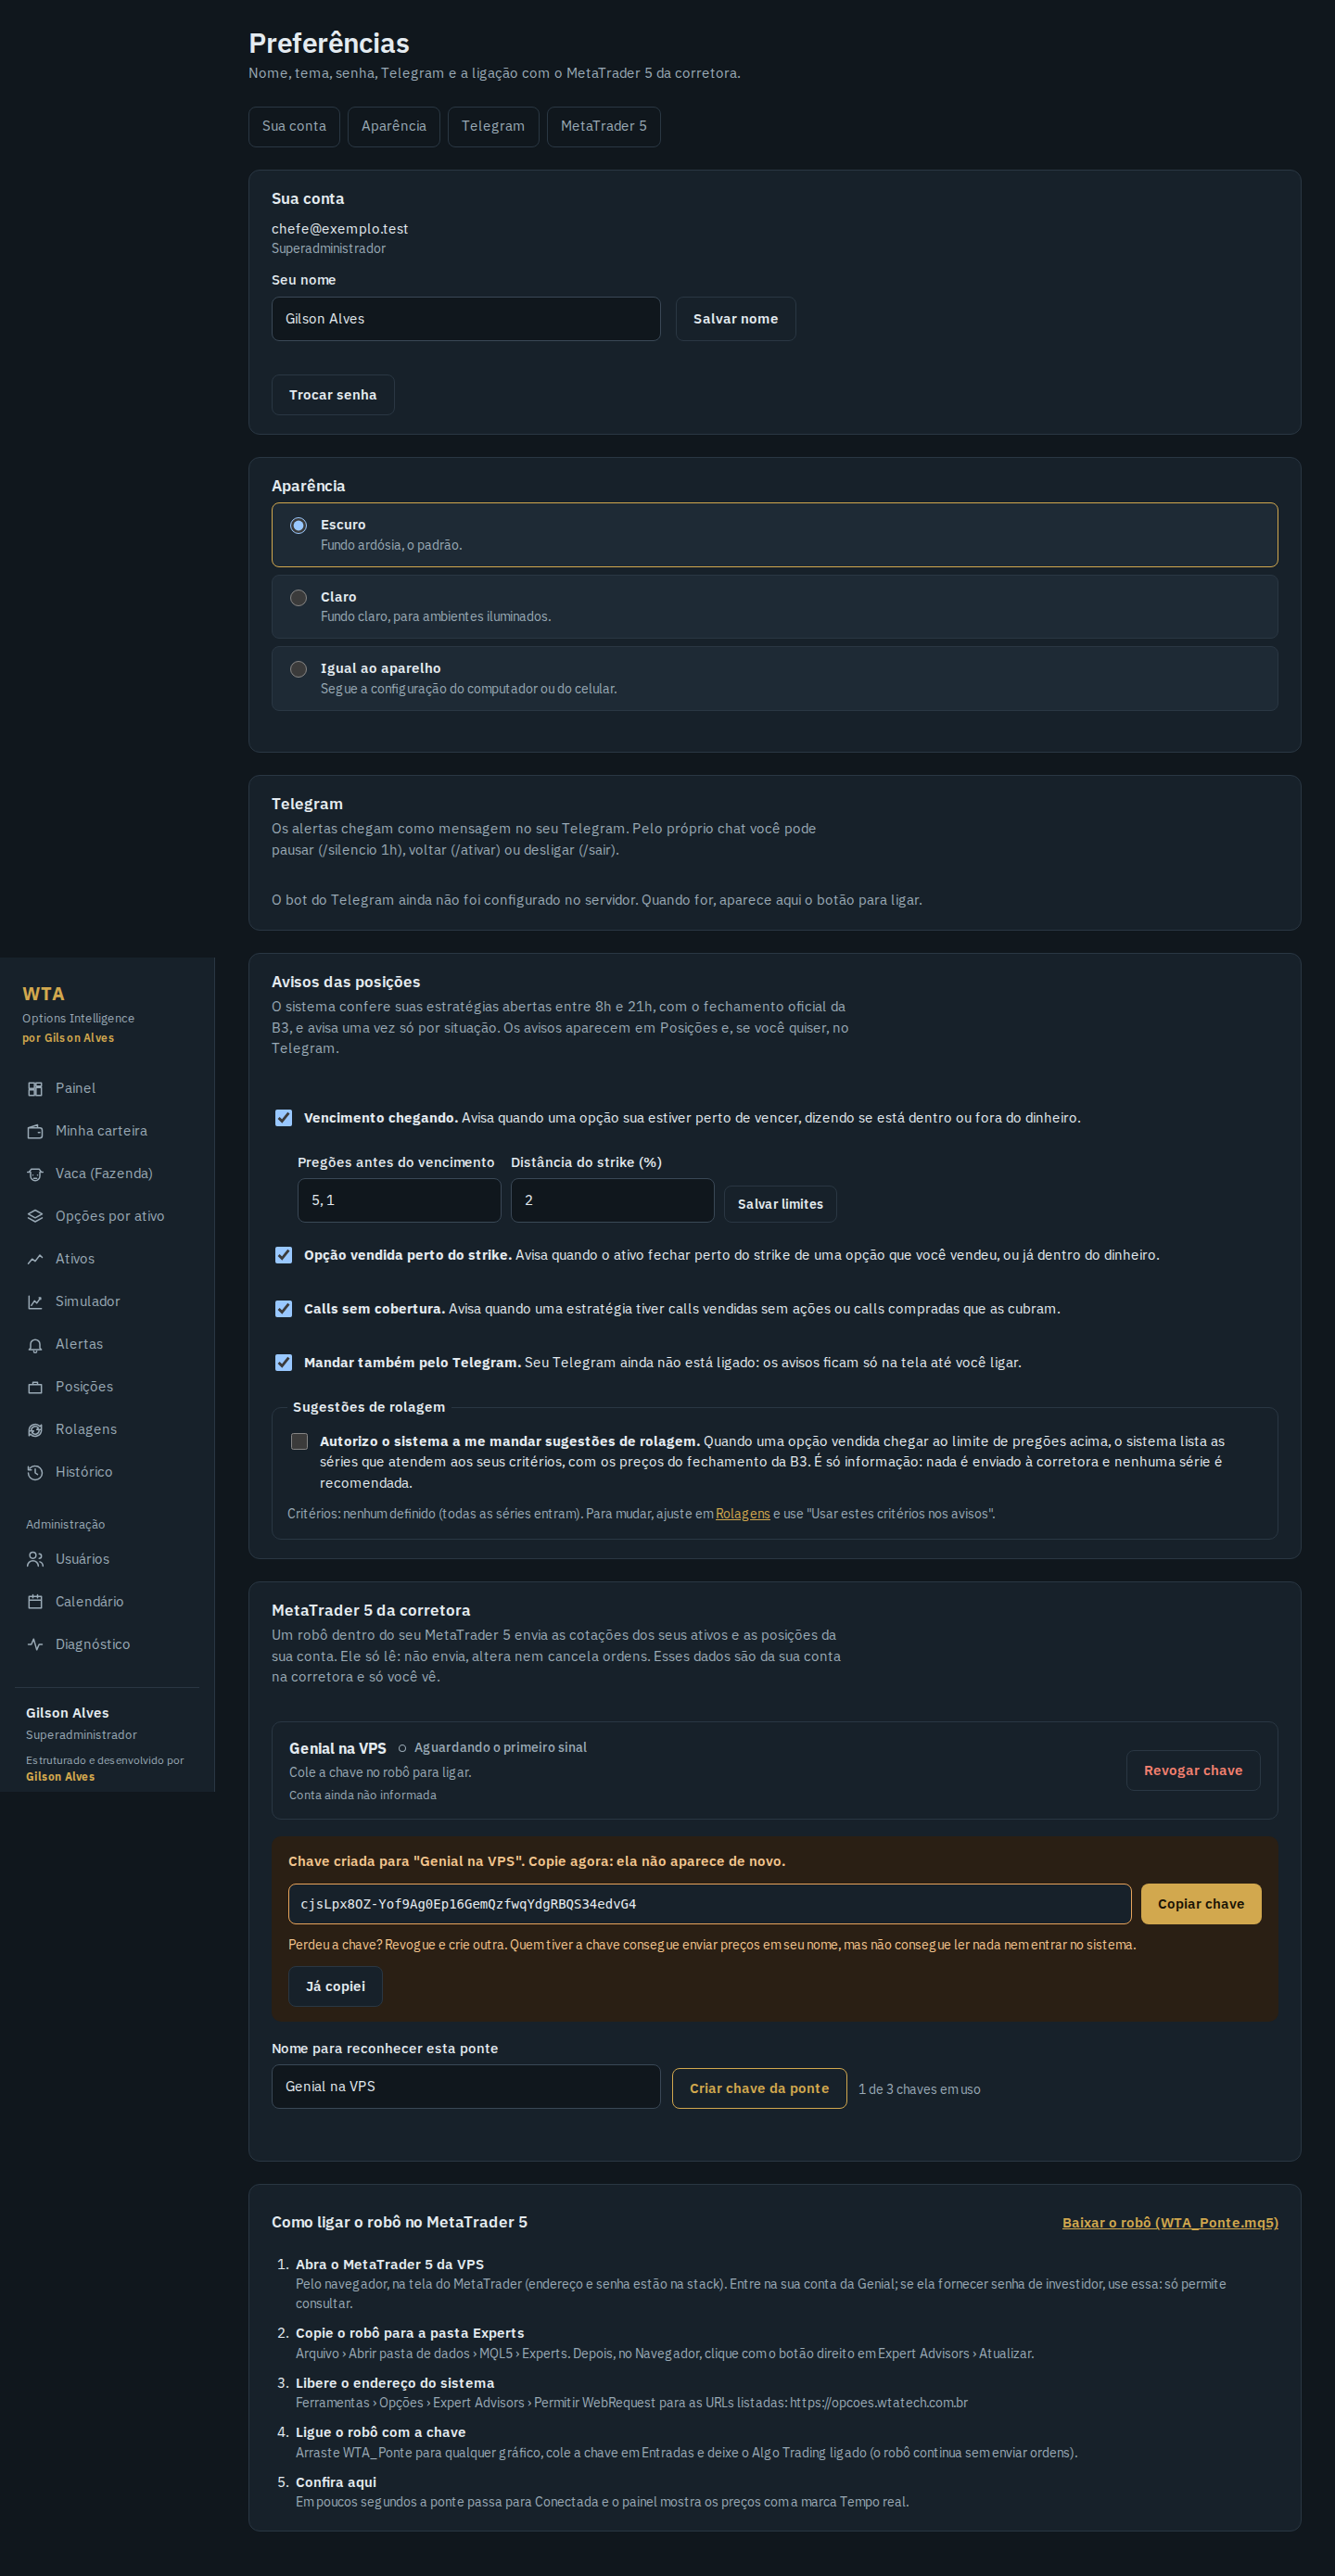 Preferências
Nome, tema, senha, Telegram e a ligação com o MetaTrader 5 da corretora.
Sua conta
Aparência
Telegram
MetaTrader 5
Sua conta
chefe@exemplo.test
Superadministrador
Seu nome
Gilson Alves
Salvar nome
Trocar senha
Aparência
Escuro
Fundo ardósia, o padrão.
Claro
Fundo claro, para ambientes iluminados.
Igual ao aparelho
Segue a configuração do computador ou do celular.
Telegram
Os alertas chegam como mensagem no seu Telegram. Pelo próprio chat você pode
pausar (/silencio 1h), voltar (/ativar) ou desligar (/sair).
O bot do Telegram ainda não foi configurado no servidor. Quando for, aparece aqui o botão para ligar.
WTA
Options Intelligence
por Gilson Alves
Painel
Minha carteira
Vaca (Fazenda)
Opções por ativo
Ativos
Simulador
Alertas
Posições
Rolagens
Histórico
Administração
Usuários
Calendário
Diagnóstico
Gilson Alves
Superadministrador
Estruturado e desenvolvido por
Gilson Alves
Avisos das posições
O sistema confere suas estratégias abertas entre 8h e 21h, com o fechamento oficial da
B3, e avisa uma vez só por situação. Os avisos aparecem em Posições e, se você quiser, no
Telegram.
Vencimento chegando. Avisa quando uma opção sua estiver perto de vencer, dizendo se está dentro ou fora do dinheiro.
Pregões antes do vencimento
Distância do strike (%)
5, 1
2
Salvar limites
Opção vendida perto do strike. Avisa quando o ativo fechar perto do strike de uma opção que você vendeu, ou já dentro do dinheiro.
Calls sem cobertura. Avisa quando uma estratégia tiver calls vendidas sem ações ou calls compradas que as cubram.
Mandar também pelo Telegram. Seu Telegram ainda não está ligado: os avisos ficam só na tela até você ligar.
Sugestões de rolagem
Autorizo o sistema a me mandar sugestões de rolagem. Quando uma opção vendida chegar ao limite de pregões acima, o sistema lista as
séries que atendem aos seus critérios, com os preços do fechamento da B3. É só informação: nada é enviado à corretora e nenhuma série é
recomendada.
Critérios: nenhum definido (todas as séries entram). Para mudar, ajuste em Rolagens e use "Usar estes critérios nos avisos".
MetaTrader 5 da corretora
Um robô dentro do seu MetaTrader 5 envia as cotações dos seus ativos e as posições da
sua conta. Ele só lê: não envia, altera nem cancela ordens. Esses dados são da sua conta
na corretora e só você vê.
Genial na VPS
Aguardando o primeiro sinal
Cole a chave no robô para ligar.
Conta ainda não informada
Revogar chave
Chave criada para "Genial na VPS". Copie agora: ela não aparece de novo.
cjsLpx8OZ-Yof9Ag0Ep16GemQzfwqYdgRBQS34edvG4
Copiar chave
Perdeu a chave? Revogue e crie outra. Quem tiver a chave consegue enviar preços em seu nome, mas não consegue ler nada nem entrar no sistema.
Já copiei
Nome para reconhecer esta ponte
Genial na VPS
Criar chave da ponte
1 de 3 chaves em uso
Como ligar o robô no MetaTrader 5
Baixar o robô (WTA_Ponte.mq5)
1. Abra o MetaTrader 5 da VPS
Pelo navegador, na tela do MetaTrader (endereço e senha estão na stack). Entre na sua conta da Genial; se ela fornecer senha de investidor, use essa: só permite
consultar.
2. Copie o robô para a pasta Experts
Arquivo › Abrir pasta de dados › MQL5 › Experts. Depois, no Navegador, clique com o botão direito em Expert Advisors › Atualizar.
3. Libere o endereço do sistema
Ferramentas › Opções › Expert Advisors › Permitir WebRequest para as URLs listadas: https://opcoes.wtatech.com.br
4. Ligue o robô com a chave
Arraste WTA_Ponte para qualquer gráfico, cole a chave em Entradas e deixe o Algo Trading ligado (o robô continua sem enviar ordens).
5. Confira aqui
Em poucos segundos a ponte passa para Conectada e o painel mostra os preços com a marca Tempo real.